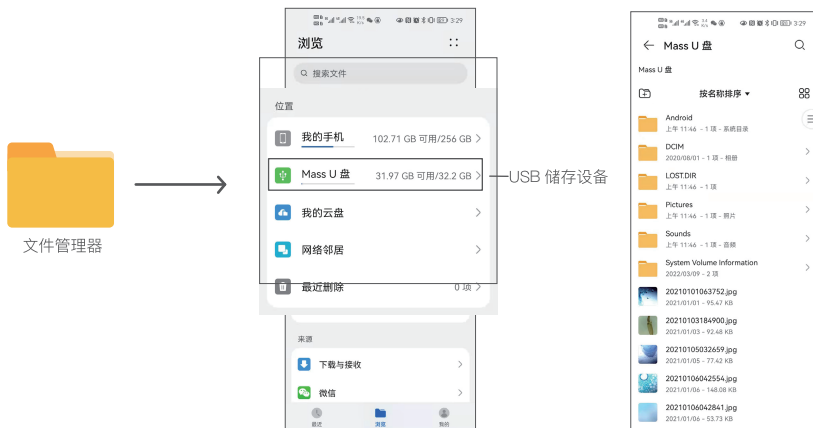 文件管理器
3:29
浏览
搜索文件
位置
我的手机 102.71 GB 可用/256 GB
Mass U 盘 31.97 GB 可用/32.2 GB
USB 储存设备
我的云盘
网络邻居
最近删除 0 项
来源
下载与接收
微信
最近 浏览 我的
3:29
Mass U 盘
Mass U 盘
按名称排序
Android
上午 11:46 - 1 项 - 系统目录
DCIM
2020/08/01 - 1 项 - 相册
LOST.DIR
上午 11:46 - 1 项
Pictures
上午 11:46 - 1 项 - 照片
Sounds
上午 11:46 - 1 项 - 音频
System Volume Information
2022/03/09 - 2 项
20210101063752.jpg
2021/01/01 - 95.47 KB
20210103184900.jpg
2021/01/03 - 92.48 KB
20210105032659.jpg
2021/01/05 - 77.42 KB
20210106042554.jpg
2021/01/06 - 148.08 KB
20210106042841.jpg
2021/01/06 - 53.73 KB